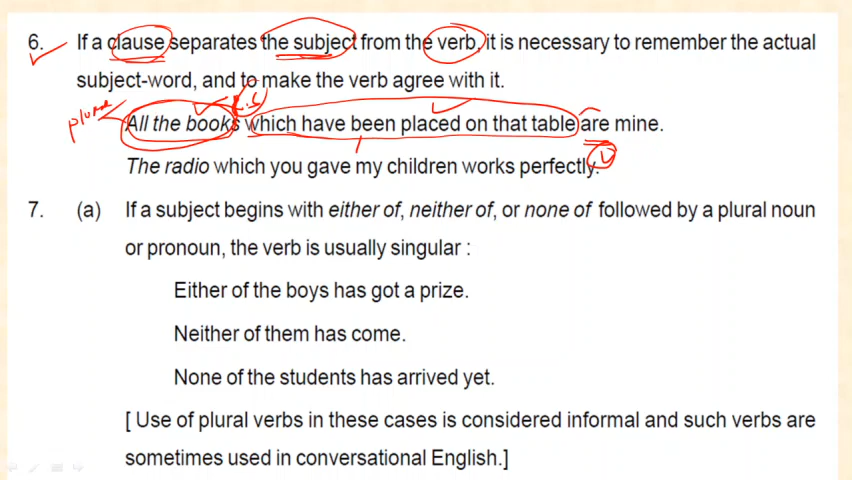 6. If a clause separates the subject from the verb, it is necessary to remember the actual
subject-word, and to make the verb agree with it.
plural
All the books which have been placed on that table are mine.
The radio which you gave my children works perfectly.
7. (a) If a subject begins with either of, neither of, or none of followed by a plural noun
or pronoun, the verb is usually singular :
Either of the boys has got a prize.
Neither of them has come.
None of the students has arrived yet.
[ Use of plural verbs in these cases is considered informal and such verbs are
sometimes used in conversational English.]